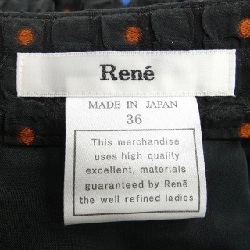 René
MADE IN JAPAN
36
This merchandise
uses high quality
excellent, materials
guaranteed by René
the well refined ladies